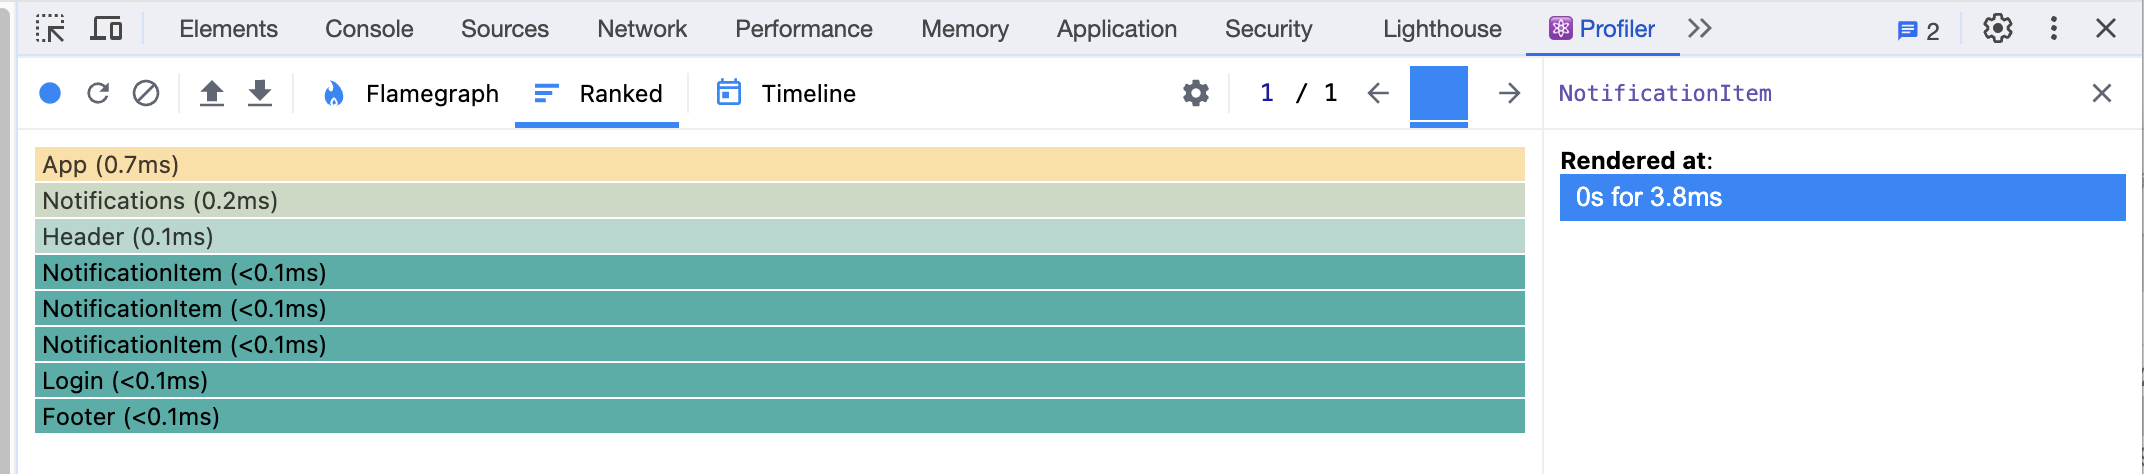 Elements Console Sources Network Performance Memory Application Security Lighthouse Profiler 2
Flamegraph Ranked Timeline 1 / 1 NotificationItem
Rendered at:
0s for 3.8ms
App (0.7ms)
Notifications (0.2ms)
Header (0.1ms)
NotificationItem (<0.1ms)
NotificationItem (<0.1ms)
NotificationItem (<0.1ms)
Login (<0.1ms)
Footer (<0.1ms)